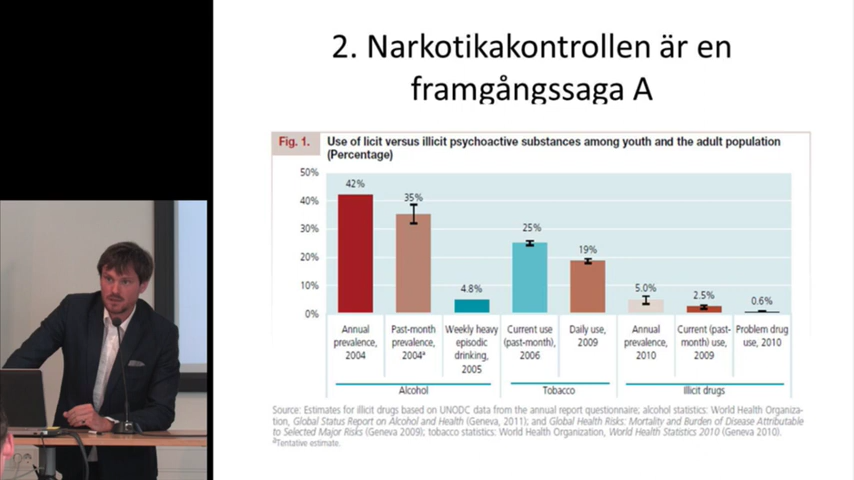 2. Narkotikakontrollen är en
framgångssaga A
Fig. 1.
Use of licit versus illicit psychoactive substances among youth and the adult population
(Percentage)
50%
40%
30%
20%
10%
0%
42%
35%
4.8%
25%
19%
5.0%
2.5%
0.6%
Annual
prevalence,
2004
Past-month
prevalence,
2004ᵃ
Weekly heavy
episodic
drinking,
2005
Current use
(past-month),
2006
Daily use,
2009
Annual
prevalence,
2010
Current (past-
month) use,
2009
Problem drug
use, 2010
Alcohol
Tobacco
Illicit drugs
Source: Estimates for illicit drugs based on UNODC data from the annual report questionnaire; alcohol statistics: World Health Organiza-
tion, Global Status Report on Alcohol and Health (Geneva, 2011); and Global Health Risks: Mortality and Burden of Disease Attributable
to Selected Major Risks (Geneva 2009); tobacco statistics: World Health Organization, World Health Statistics 2010 (Geneva 2010).
ᵃTentative estimate.